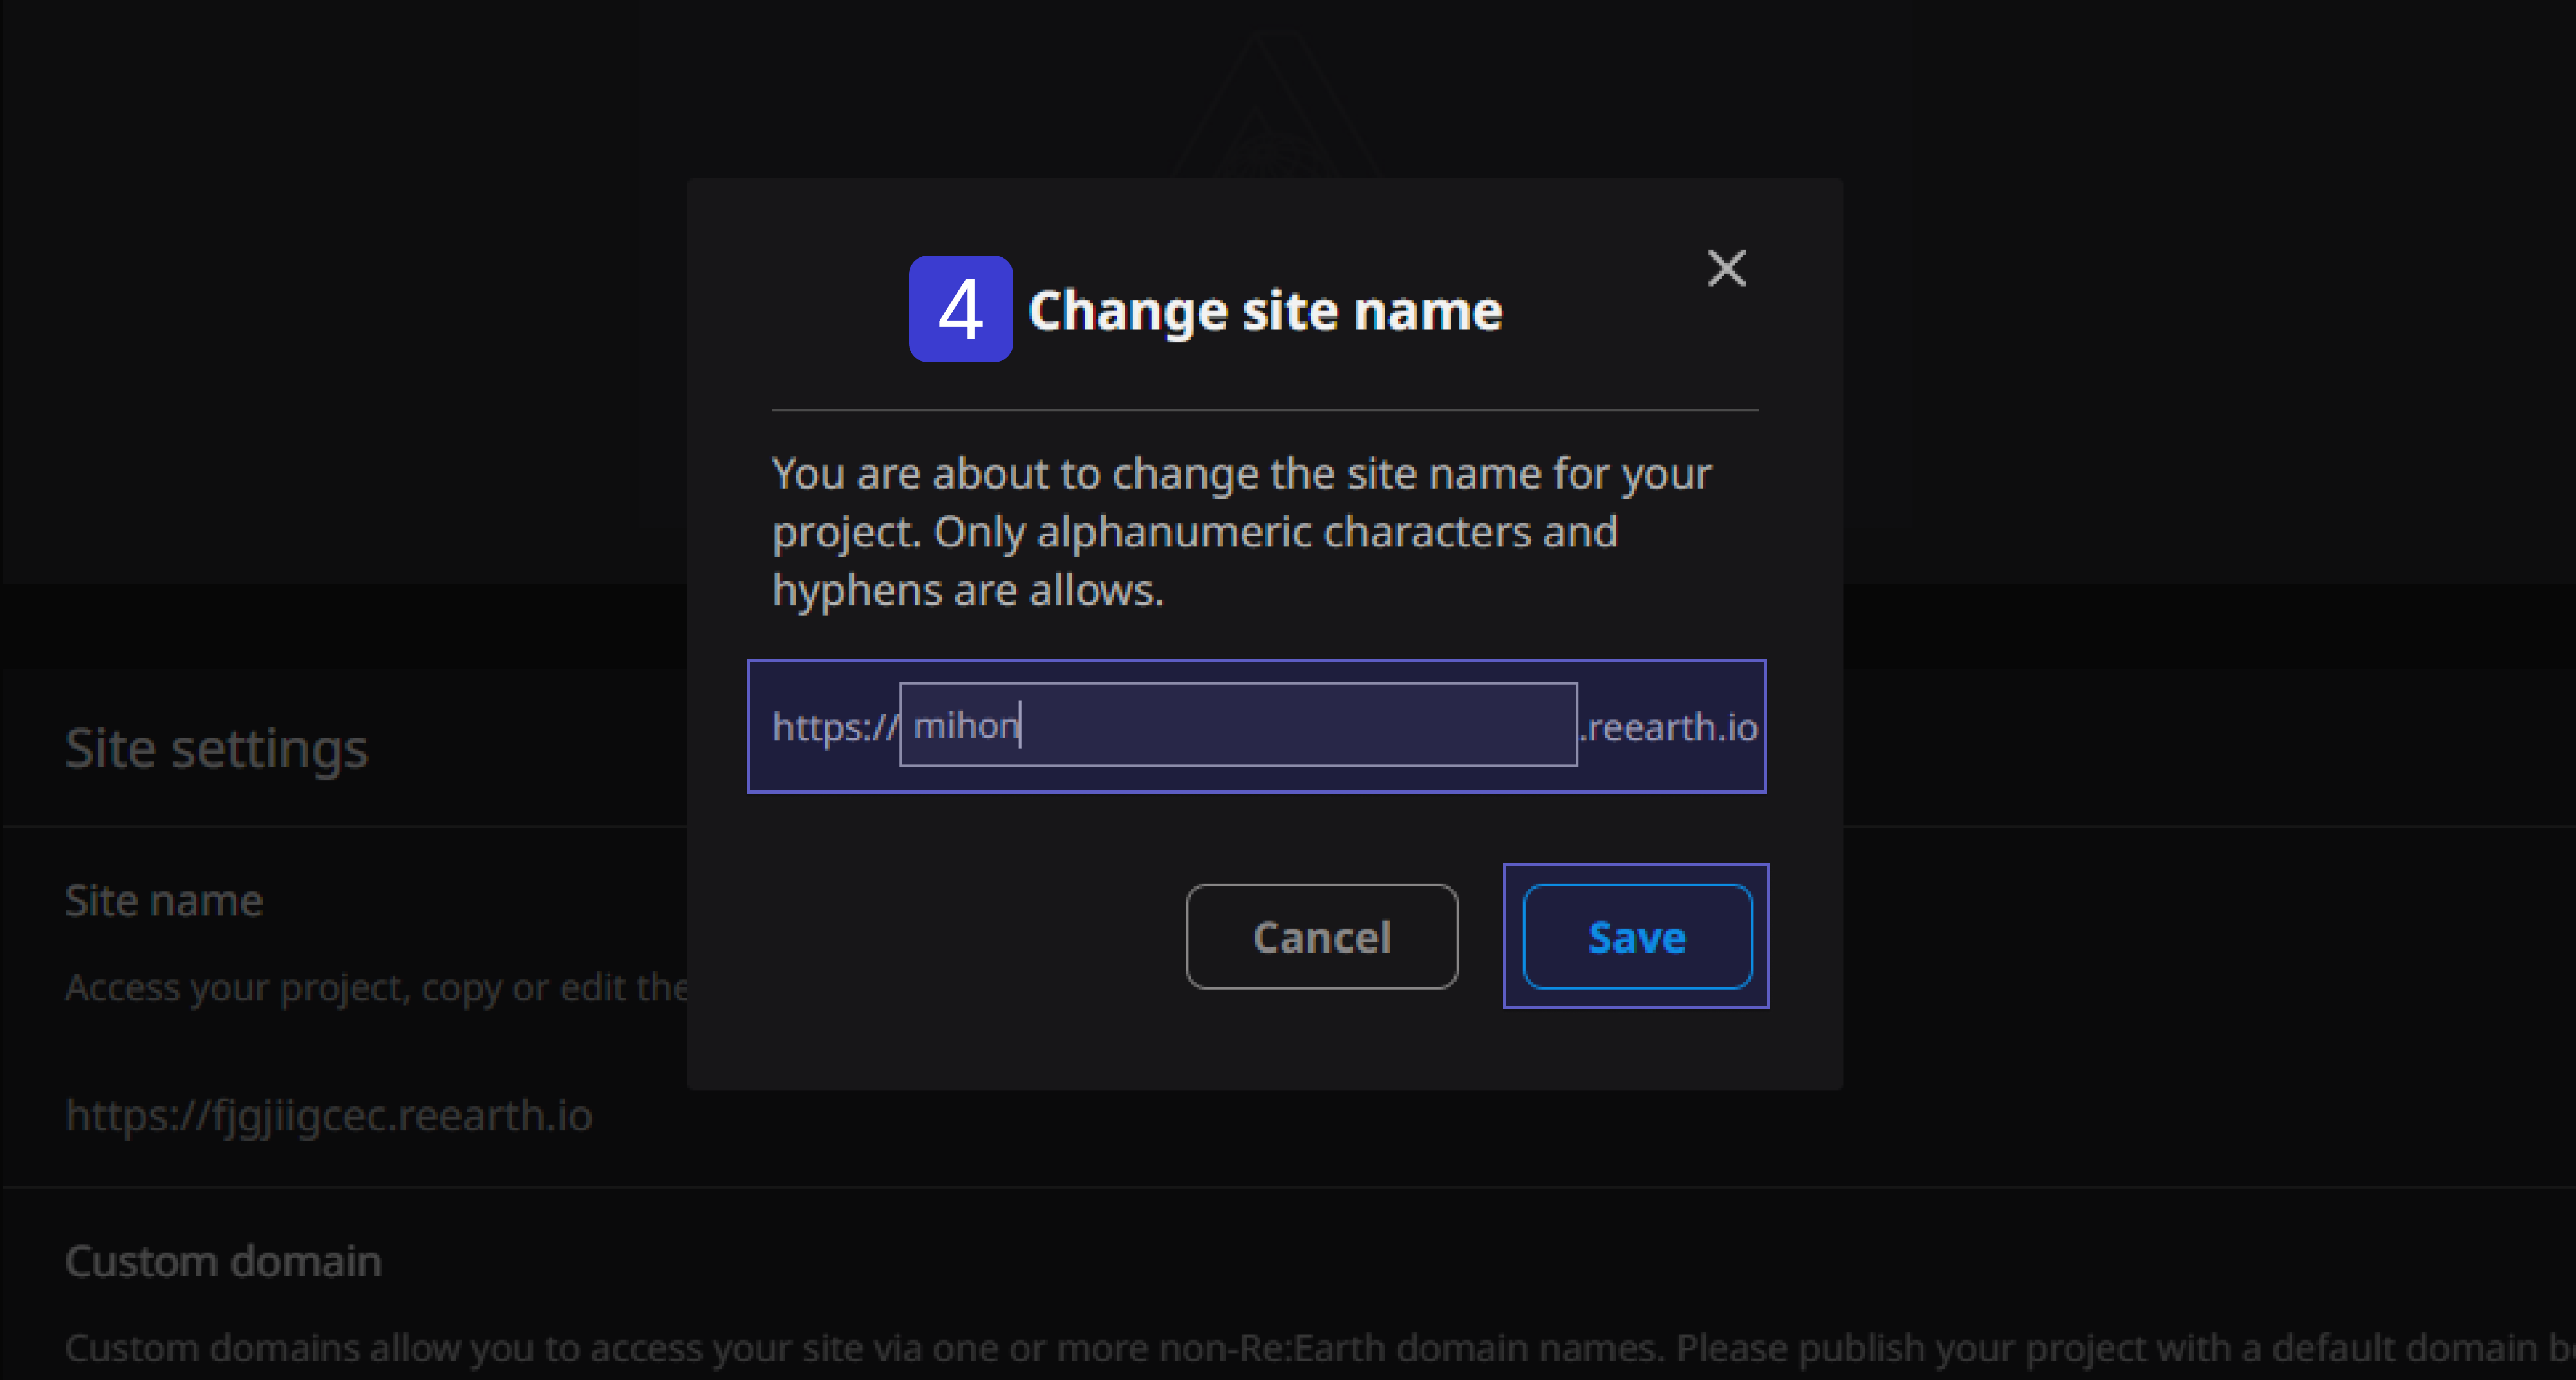 4 Change site name
You are about to change the site name for your
project. Only alphanumeric characters and
hyphens are allows.
https:// mihon .reearth.io
Cancel Save
Site settings
Site name
Access your project, copy or edit the
https://fjgjiigcec.reearth.io
Custom domain
Custom domains allow you to access your site via one or more non-Re:Earth domain names. Please publish your project with a default domain